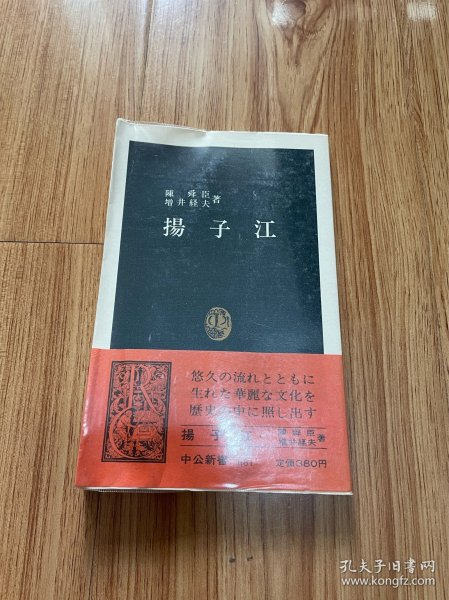 陳舜臣
増井経夫著
揚子江
悠久の流れとともに
生れた華麗な文化を
歴史の中に照し出す
揚子江
陳舜臣
増井経夫著
中公新書
定価380円
孔夫子旧书网
www.kongfz.com